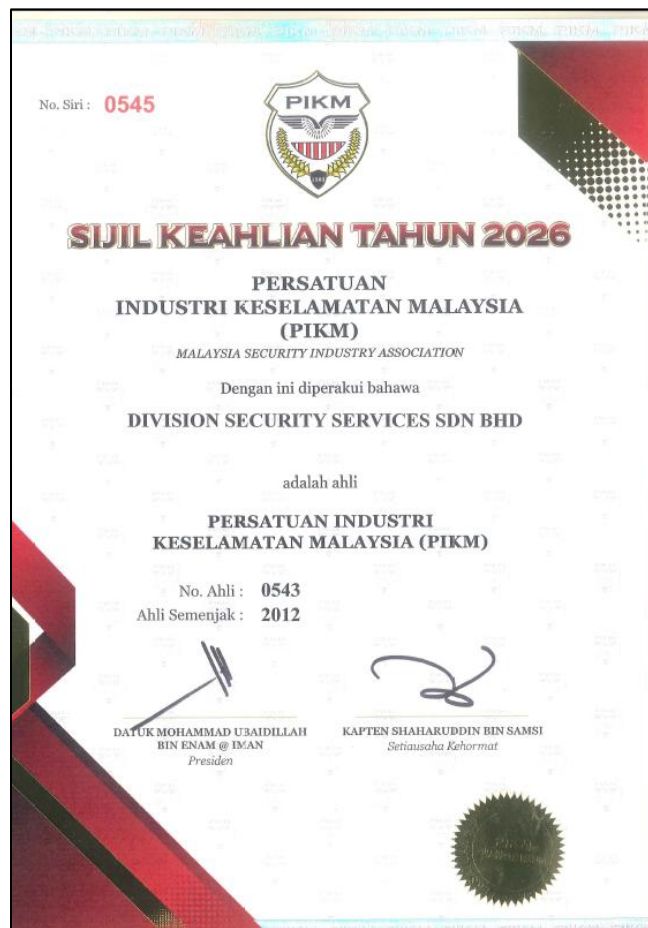 No. Siri : 0545
PIKM
SIJIL KEAHLIAN TAHUN 2026
PERSATUAN
INDUSTRI KESELAMATAN MALAYSIA
(PIKM)
MALAYSIA SECURITY INDUSTRY ASSOCIATION
Dengan ini diperakui bahawa
DIVISION SECURITY SERVICES SDN BHD
adalah ahli
PERSATUAN INDUSTRI
KESELAMATAN MALAYSIA (PIKM)
No. Ahli : 0543
Ahli Semenjak : 2012
DATUK MOHAMMAD UBAIDILLAH
BIN ENAM @ IMAN
Presiden
KAPTEN SHAHARUDDIN BIN SAMSI
Setiausaha Kehormat